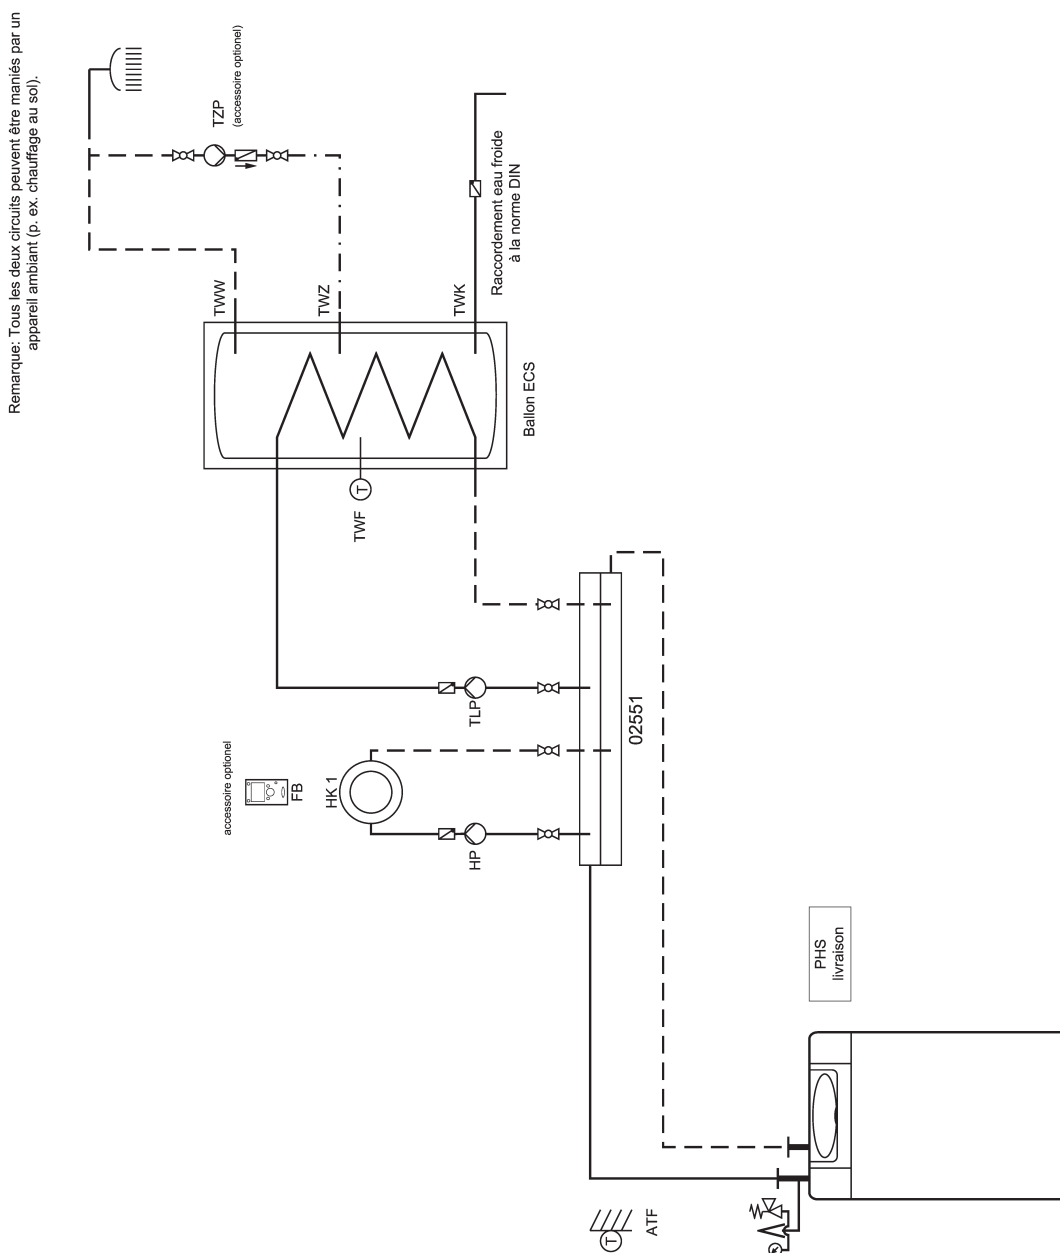 Remarque: Tous les deux circuits peuvent être maniés par un
appareil ambiant (p. ex. chauffage au sol).
TZP
(accessoire optionel)
Raccordement eau froide
à la norme DIN
TWW
TWZ
TWK
Ballon ECS
TWF
T
TLP
02551
accessoire optionel
FB
HK 1
HP
PHS
livraison
ATF
T